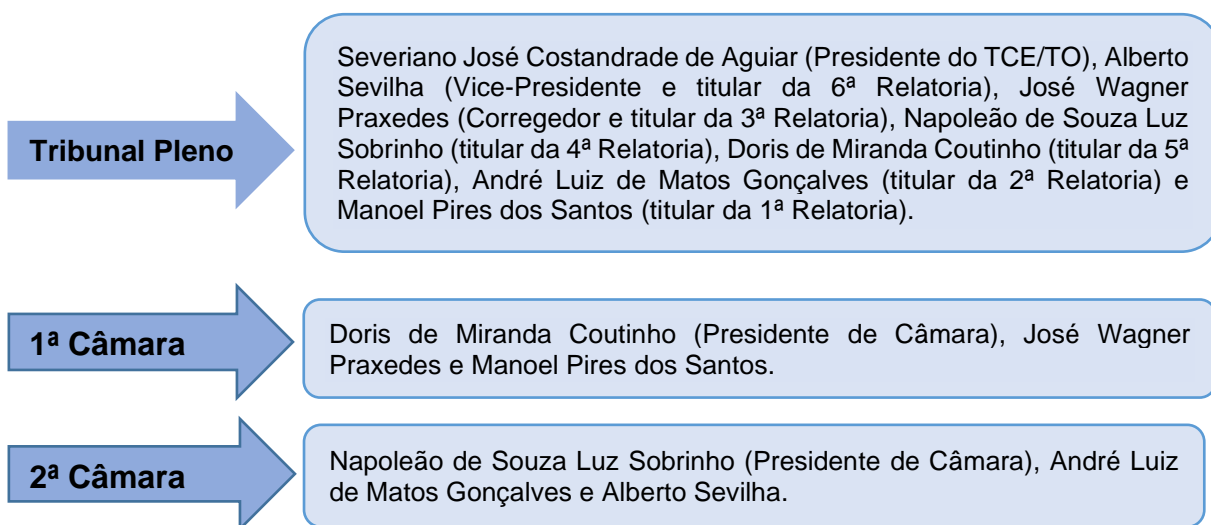 Tribunal Pleno
Severiano José Costandrade de Aguiar (Presidente do TCE/TO), Alberto
Sevilha (Vice-Presidente e titular da 6ª Relatoria), José Wagner
Praxedes (Corregedor e titular da 3ª Relatoria), Napoleão de Souza Luz
Sobrinho (titular da 4ª Relatoria), Doris de Miranda Coutinho (titular da 5ª
Relatoria), André Luiz de Matos Gonçalves (titular da 2ª Relatoria) e
Manoel Pires dos Santos (titular da 1ª Relatoria).
1ª Câmara
Doris de Miranda Coutinho (Presidente de Câmara), José Wagner
Praxedes e Manoel Pires dos Santos.
2ª Câmara
Napoleão de Souza Luz Sobrinho (Presidente de Câmara), André Luiz
de Matos Gonçalves e Alberto Sevilha.